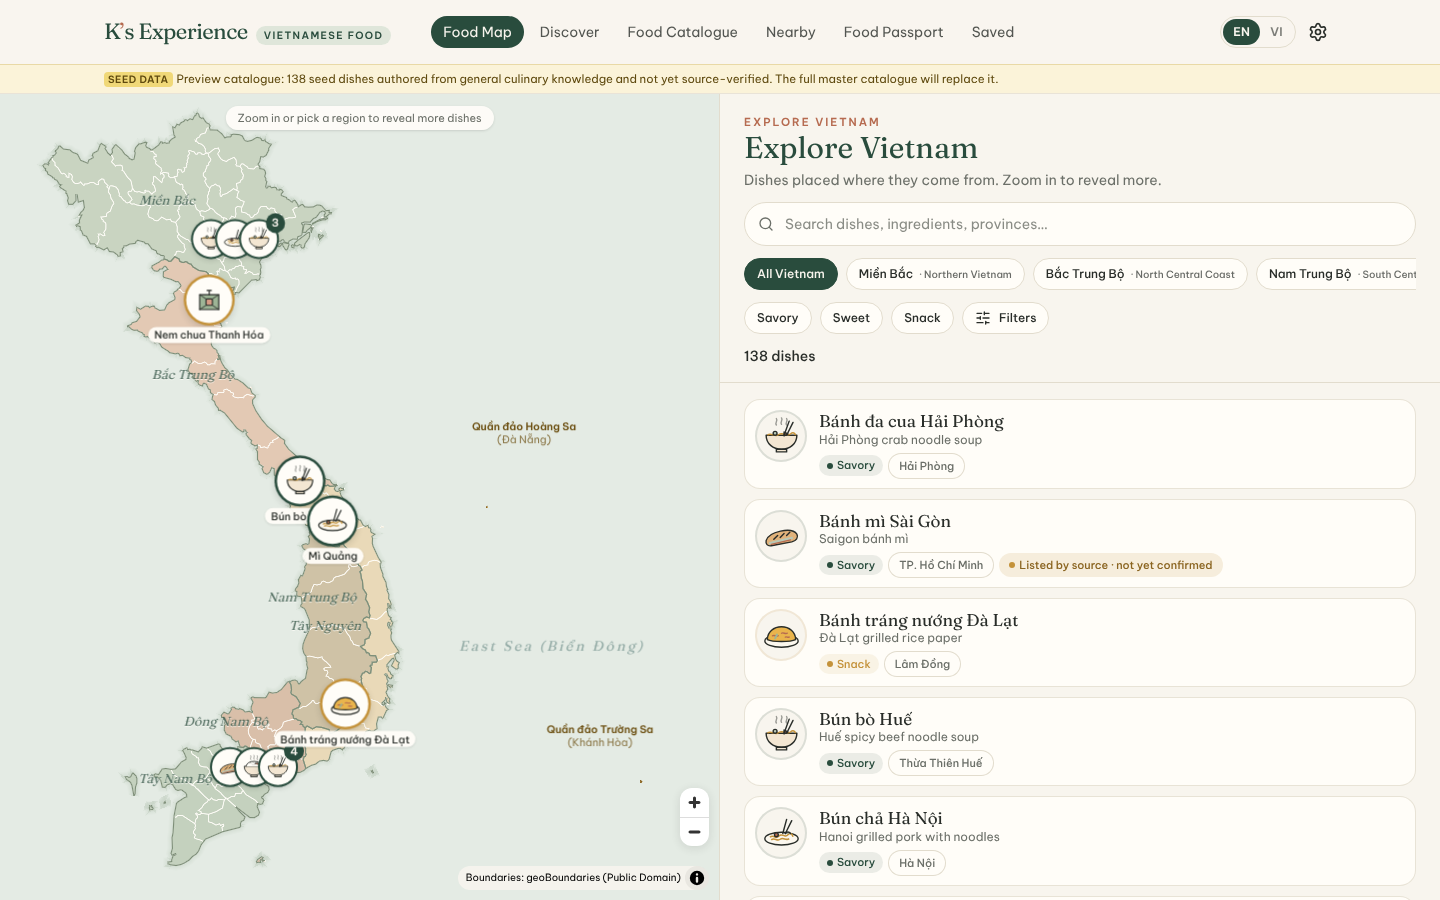 K's Experience
VIETNAMESE FOOD
Food Map
Discover
Food Catalogue
Nearby
Food Passport
Saved
EN
VI
SEED DATA Preview catalogue: 138 seed dishes authored from general culinary knowledge and not yet source-verified. The full master catalogue will replace it.
Zoom in or pick a region to reveal more dishes
Miền Bắc
3
Nem chua Thanh Hóa
Bắc Trung Bộ
Quần đảo Hoàng Sa
(Đà Nẵng)
Bún bò
Mì Quảng
Nam Trung Bộ
Tây Nguyên
East Sea (Biển Đông)
Đông Nam Bộ
Quần đảo Trường Sa
(Khánh Hòa)
Bánh tráng nướng Đà Lạt
4
Tây Nam Bộ
Boundaries: geoBoundaries (Public Domain)
EXPLORE VIETNAM
Explore Vietnam
Dishes placed where they come from. Zoom in to reveal more.
Search dishes, ingredients, provinces…
All Vietnam
Miền Bắc · Northern Vietnam
Bắc Trung Bộ · North Central Coast
Nam Trung Bộ · South Cent
Savory
Sweet
Snack
Filters
138 dishes
Bánh đa cua Hải Phòng
Hải Phòng crab noodle soup
Savory
Hải Phòng
Bánh mì Sài Gòn
Saigon bánh mì
Savory
TP. Hồ Chí Minh
Listed by source · not yet confirmed
Bánh tráng nướng Đà Lạt
Đà Lạt grilled rice paper
Snack
Lâm Đồng
Bún bò Huế
Huế spicy beef noodle soup
Savory
Thừa Thiên Huế
Bún chả Hà Nội
Hanoi grilled pork with noodles
Savory
Hà Nội